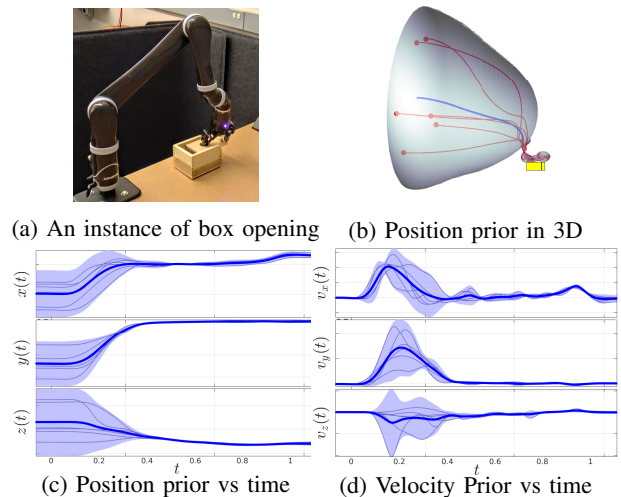 (a) An instance of box opening
(b) Position prior in 3D
x(t)
y(t)
z(t)
0 0.2 0.4 0.6 0.8 1
t
(c) Position prior vs time
v_x(t)
v_y(t)
v_z(t)
0 0.2 0.4 0.6 0.8 1
t
(d) Velocity Prior vs time